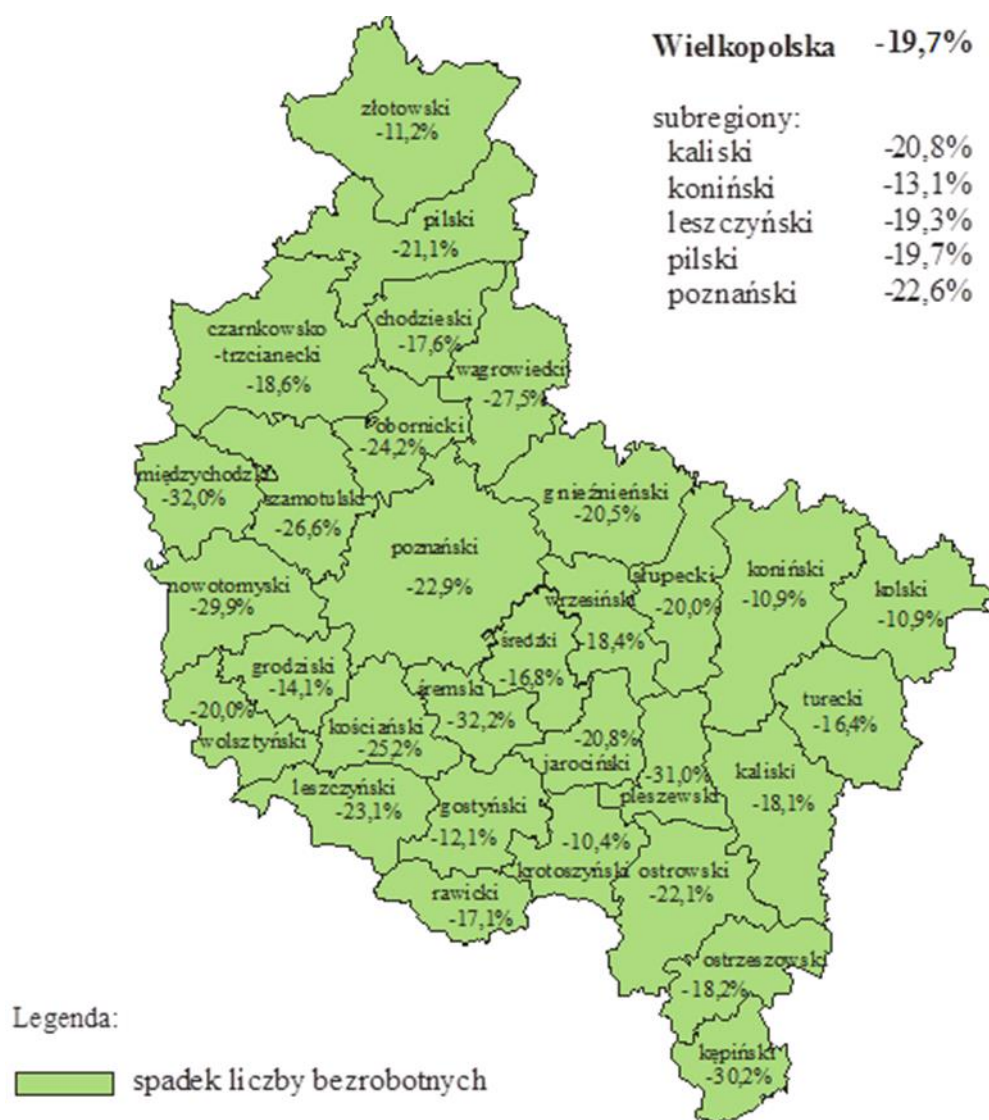 Wielkopolska -19,7%
subregiony:
kaliski -20,8%
koniński -13,1%
leszczyński -19,3%
pilski -19,7%
poznański -22,6%
złotowski
-11,2%
pilski
-21,1%
chodzieski
-17,6%
czarnkowsko
-trzcianecki
-18,6%
wągrowiecki
-27,5%
obornicki
-24,2%
międzychodzki
-32,0%
szamotulski
-26,6%
gnieźnieński
-20,5%
poznański
-22,9%
słupecki
-20,0%
koniński
-10,9%
kolski
-10,9%
nowotomyski
-29,9%
wrzesiński
-18,4%
średzki
-16,8%
grodziski
-14,1%
śremski
-32,2%
turecki
-16,4%
-20,0%
wolsztyński
kościański
-25,2%
-20,8%
jarociński
-31,0%
pleszewski
kaliski
-18,1%
leszczyński
-23,1%
gostyński
-12,1%
-10,4%
krotoszyński
ostrowski
-22,1%
rawicki
-17,1%
ostrzeszowski
-18,2%
kępiński
-30,2%
Legenda:
spadek liczby bezrobotnych